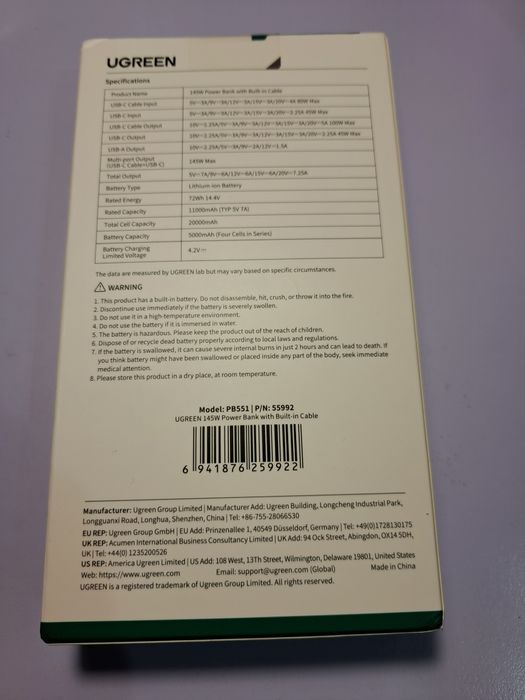 UGREEN
Specifications
Product Name 145W Power Bank with Built-in Cable
USB-C Cable Input
USB-C Input
USB-C Cable Output
USB-C Output
USB-A Output
Multi-port Output (USB-C Cable+USB-C) 145W Max
Total Output
Battery Type Lithium-ion Battery
Rated Energy 72Wh 14.4V
Rated Capacity 11000mAh (TYP 5V 7A)
Total Cell Capacity 20000mAh
Battery Capacity 5000mAh (Four Cells in Series)
Battery Charging Limited Voltage 4.2V
The data are measured by UGREEN lab but may vary based on specific circumstances.
WARNING
1. This product has a built-in battery. Do not disassemble, hit, crush, or throw it into the fire.
2. Discontinue use immediately if the battery is severely swollen.
3. Do not use it in a high-temperature environment.
4. Do not use the battery if it is immersed in water.
5. The battery is hazardous. Please keep the product out of the reach of children.
6. Dispose of or recycle dead battery properly according to local laws and regulations.
7. If the battery is swallowed, it can cause severe internal burns in just 2 hours and can lead to death. If
you think battery might have been swallowed or placed inside any part of the body, seek immediate
medical attention.
8. Please store this product in a dry place, at room temperature.
Model: PB551 | P/N: 55992
UGREEN 145W Power Bank with Built-in Cable
6 941876 259922
Manufacturer: Ugreen Group Limited | Manufacturer Add: Ugreen Building, Longcheng Industrial Park,
Longguanxi Road, Longhua, Shenzhen, China | Tel: +86-755-28066530
EU REP: Ugreen Group GmbH | EU Add: Prinzenallee 1, 40549 Düsseldorf, Germany | Tel: +49(0)1728130175
UK REP: Acumen International Business Consultancy Limited | UK Add: 94 Ock Street, Abingdon, OX14 5DH,
UK | Tel: +44(0) 1235200526
US REP: America Ugreen Limited | US Add: 108 West, 13Th Street, Wilmington, Delaware 19801, United States
Web: https://www.ugreen.com Email: support@ugreen.com (Global) Made in China
UGREEN is a registered trademark of Ugreen Group Limited. All rights reserved.